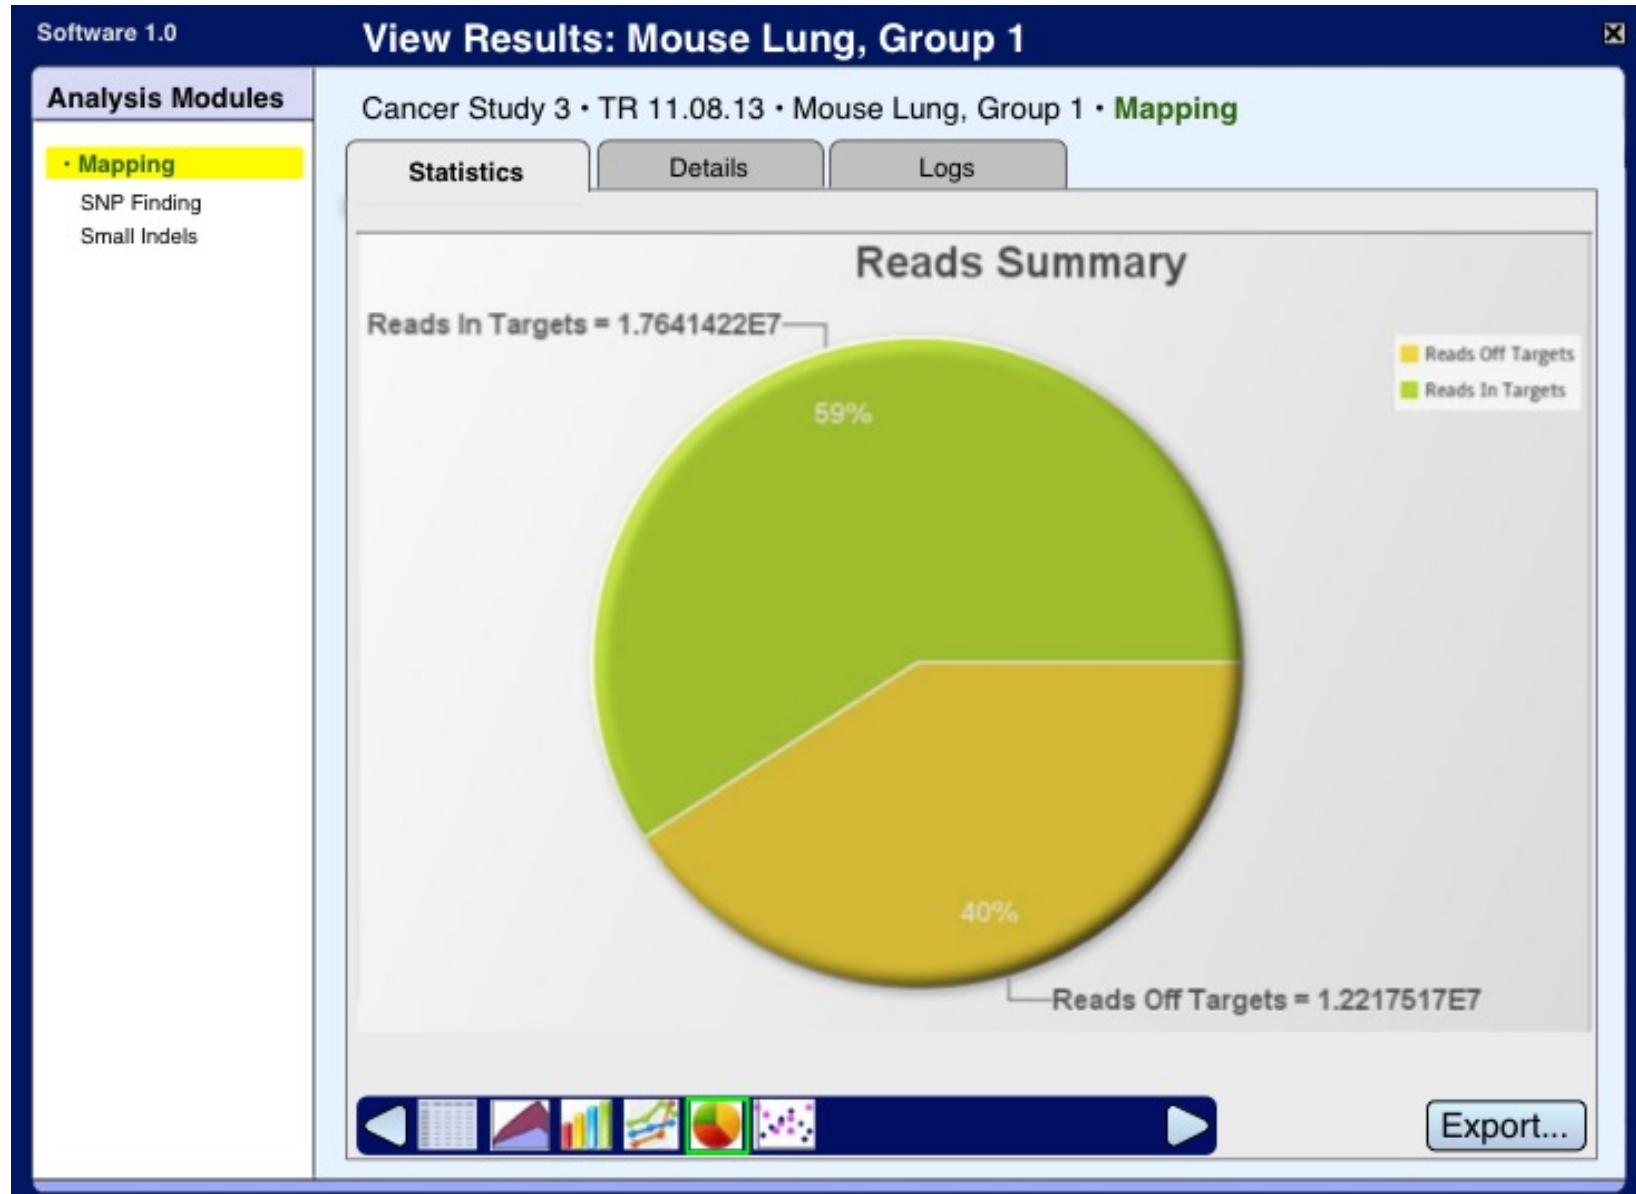 Software 1.0
View Results: Mouse Lung, Group 1
Analysis Modules
· Mapping
SNP Finding
Small Indels
Cancer Study 3 · TR 11.08.13 · Mouse Lung, Group 1 · Mapping
Statistics
Details
Logs
Reads Summary
Reads In Targets = 1.7641422E7
Reads Off Targets
Reads In Targets
59%
40%
Reads Off Targets = 1.2217517E7
Export...